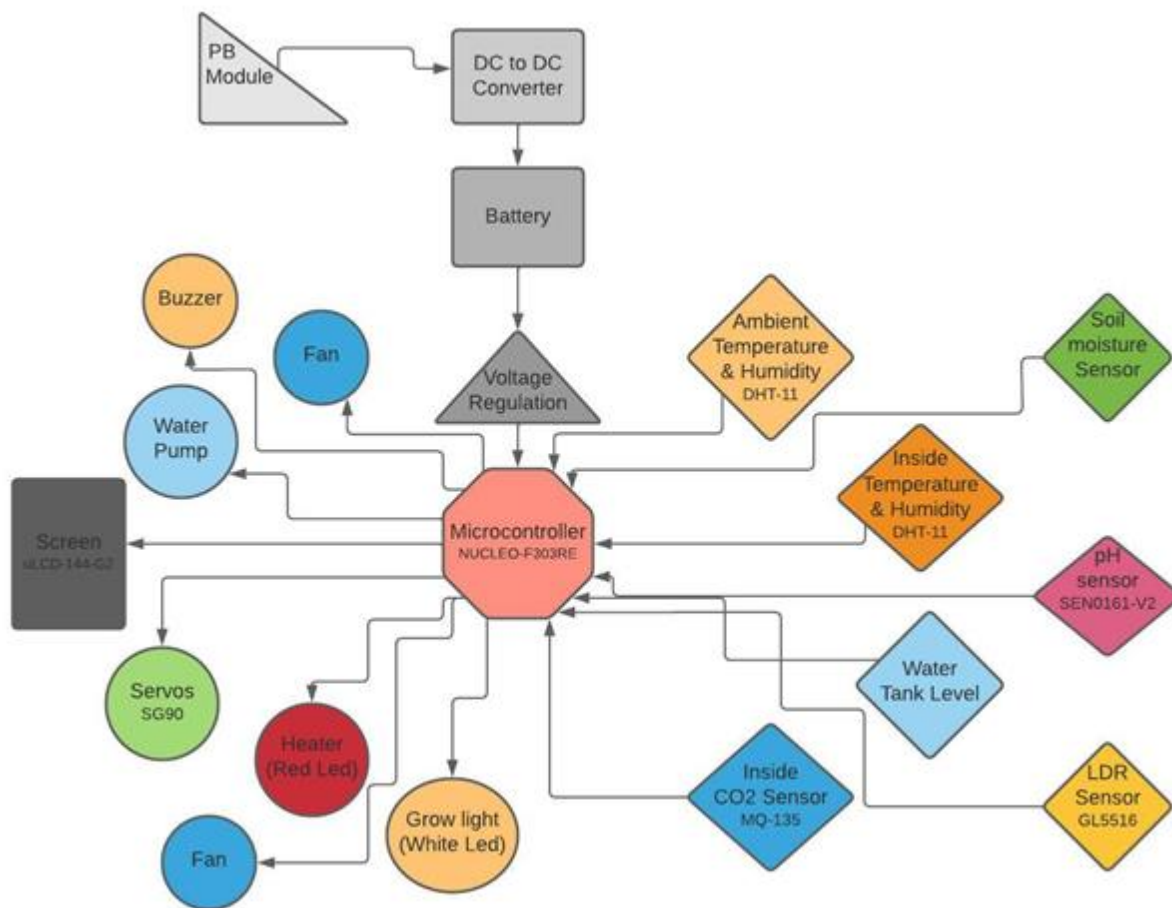 PB
Module
DC to DC
Converter
Battery
Buzzer
Fan
Voltage
Regulation
Ambient
Temperature
& Humidity
DHT-11
Soil
moisture
Sensor
Water
Pump
Inside
Temperature
& Humidity
DHT-11
Screen
uLCD-144-G2
Microcontroller
NUCLEO-F303RE
pH
sensor
SEN0161-V2
Servos
SG90
Water
Tank Level
Heater
(Red Led)
Inside
CO2 Sensor
MQ-135
LDR
Sensor
GL5516
Grow light
(White Led)
Fan